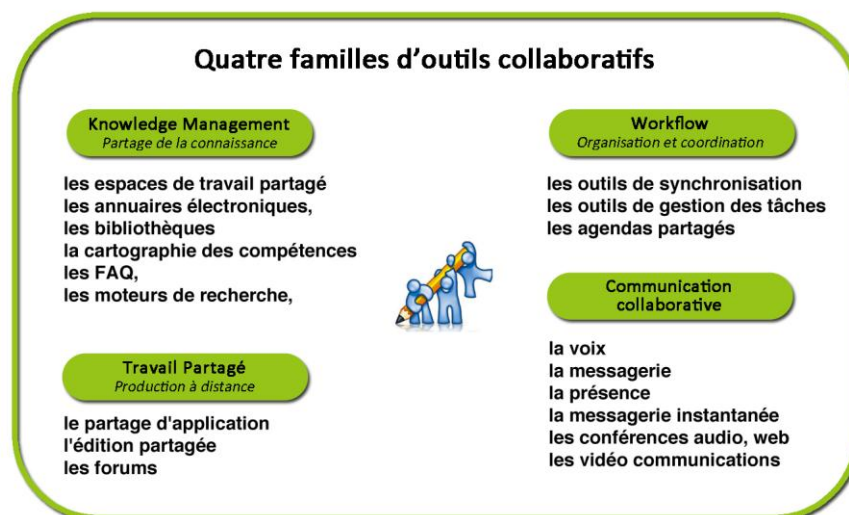 Quatre familles d'outils collaboratifs
Knowledge Management
Partage de la connaissance
les espaces de travail partagé
les annuaires électroniques,
les bibliothèques
la cartographie des compétences
les FAQ,
les moteurs de recherche,
Travail Partagé
Production à distance
le partage d'application
l'édition partagée
les forums
Workflow
Organisation et coordination
les outils de synchronisation
les outils de gestion des tâches
les agendas partagés
Communication
collaborative
la voix
la messagerie
la présence
la messagerie instantanée
les conférences audio, web
les vidéo communications